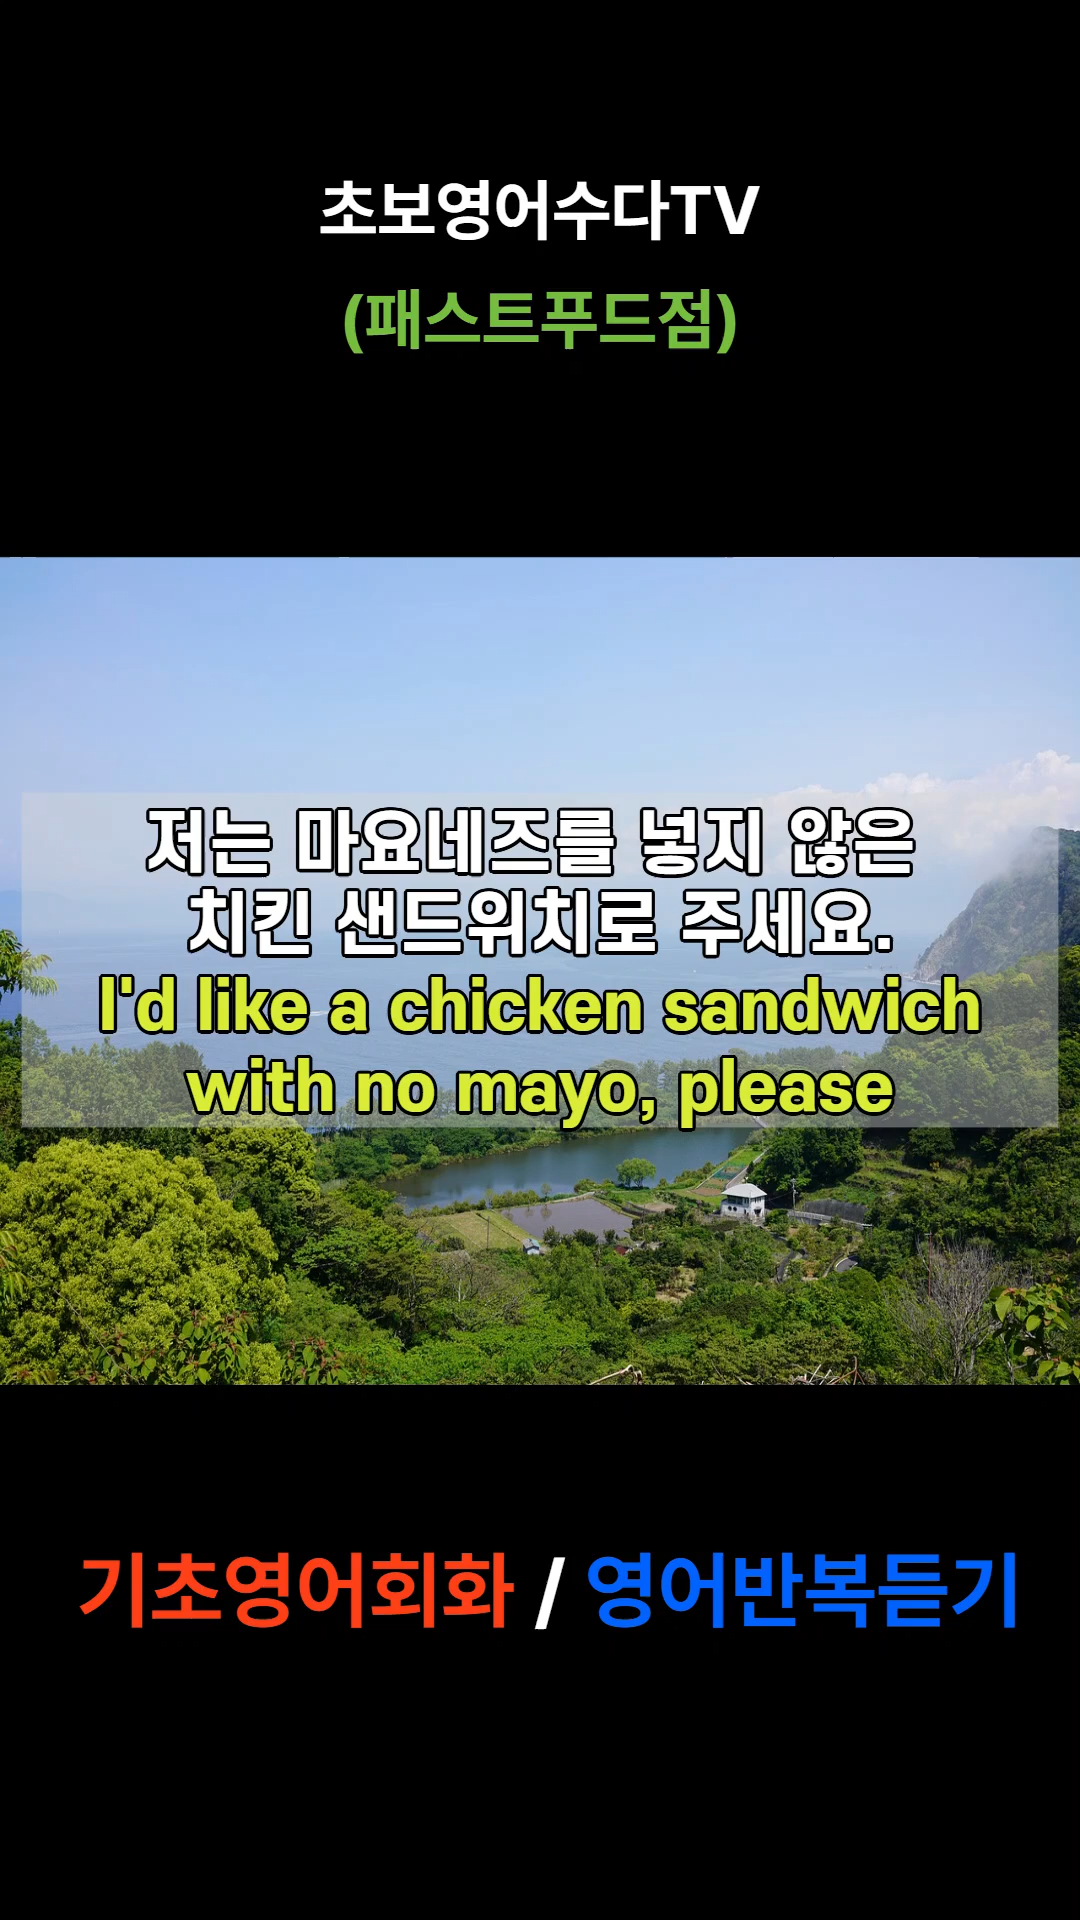 초보영어수다TV
(패스트푸드점)
저는 마요네즈를 넣지 않은
치킨 샌드위치로 주세요.
I'd like a chicken sandwich
with no mayo, please
기초영어회화 / 영어반복듣기